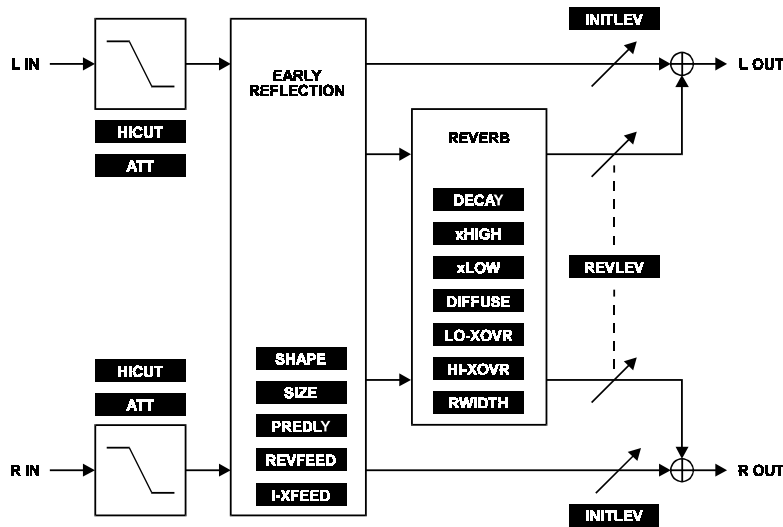 INITLEV
L IN
L OUT
EARLY
REFLECTION
HICUT
ATT
REVERB
DECAY
xHIGH
xLOW
DIFFUSE
LO-XOVR
HI-XOVR
RWIDTH
REVLEV
HICUT
ATT
SHAPE
SIZE
PREDLY
REVFEED
I-XFEED
R IN
R OUT
INITLEV